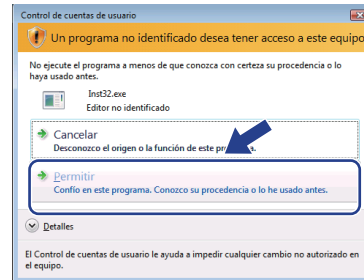 Control de cuentas de usuario
Un programa no identificado desea tener acceso a este equipo
No ejecute el programa a menos de que conozca con certeza su procedencia o lo
haya usado antes.
Inst32.exe
Editor no identificado
Cancelar
Desconozco el origen o la función de este programa.
Permitir
Confío en este programa. Conozco su procedencia o lo he usado antes.
Detalles
El Control de cuentas de usuario le ayuda a impedir cualquier cambio no autorizado en
el equipo.